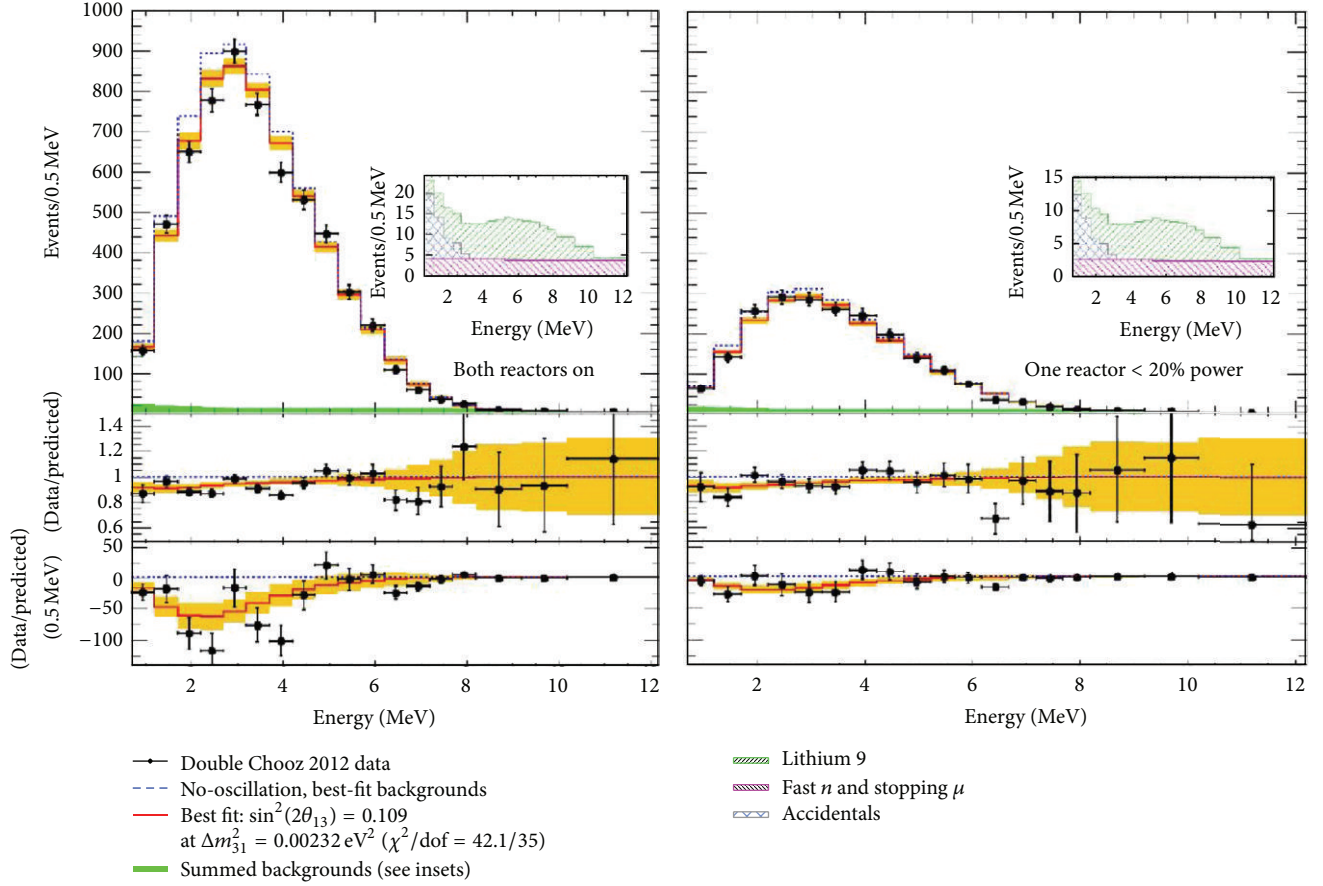 1000
900
800
700
600
500
400
300
200
100
Events/0.5 MeV
20
15
10
5
0
Events/0.5 MeV
2 4 6 8 10 12
Energy (MeV)
Both reactors on
15
10
5
0
Events/0.5 MeV
2 4 6 8 10 12
Energy (MeV)
One reactor < 20% power
1.4
1.2
1
0.8
0.6
(Data/predicted)
50
0
−50
−100
(Data/predicted)
(0.5 MeV)
2 4 6 8 10 12
Energy (MeV)
2 4 6 8 10 12
Energy (MeV)
Double Chooz 2012 data
No-oscillation, best-fit backgrounds
Best fit: sin²(2θ₁₃) = 0.109
at Δm²₃₁ = 0.00232 eV² (χ²/dof = 42.1/35)
Summed backgrounds (see insets)
Lithium 9
Fast n and stopping μ
Accidentals